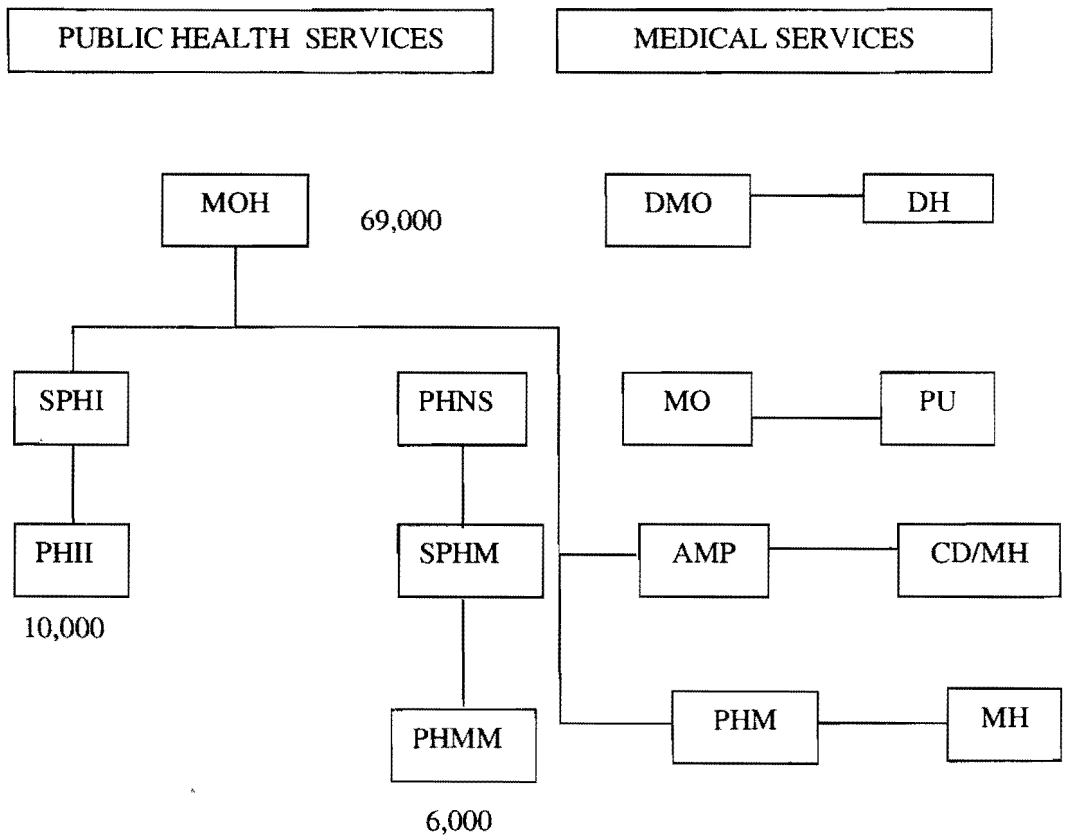 PUBLIC HEALTH SERVICES
MEDICAL SERVICES
MOH
69,000
DMO
DH
SPHI
PHNS
MO
PU
PHII
SPHM
AMP
CD/MH
10,000
PHMM
PHM
MH
6,000